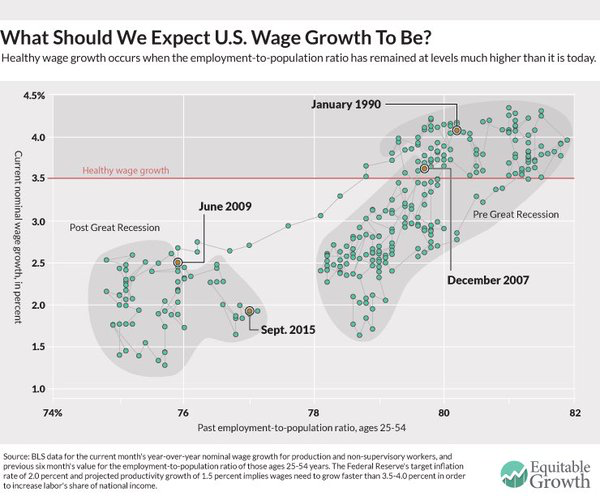 What Should We Expect U.S. Wage Growth To Be?
Healthy wage growth occurs when the employment-to-population ratio has remained at levels much higher than it is today.
4.5%
January 1990
4.0
Healthy wage growth
3.5
June 2009
Pre Great Recession
3.0
Post Great Recession
2.5
December 2007
2.0
Sept. 2015
1.5
1.0
Current nominal wage growth, in percent
74%
76
78
80
82
Past employment-to-population ratio, ages 25-54
Source: BLS data for the current month's year-over-year nominal wage growth for production and non-supervisory workers, and
previous six month's value for the employment-to-population ratio of those ages 25-54 years. The Federal Reserve's target inflation
rate of 2.0 percent and projected productivity growth of 1.5 percent implies wages need to grow faster than 3.5-4.0 percent in order
to increase labor's share of national income.
Equitable
Growth